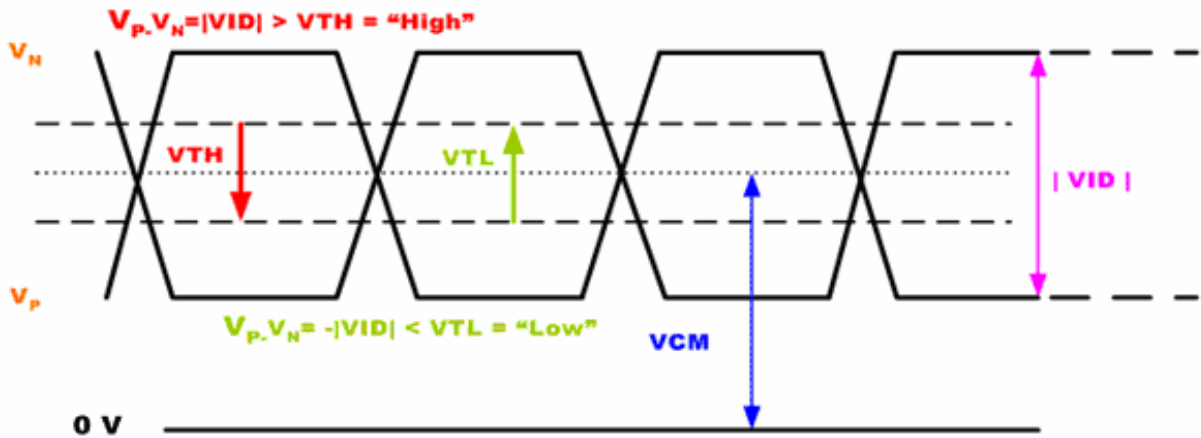 VP-VN=|VID| > VTH = “High”
VN
VTH
VTL
| VID |
VP
VP-VN= -|VID| < VTL = “Low”
VCM
0 V